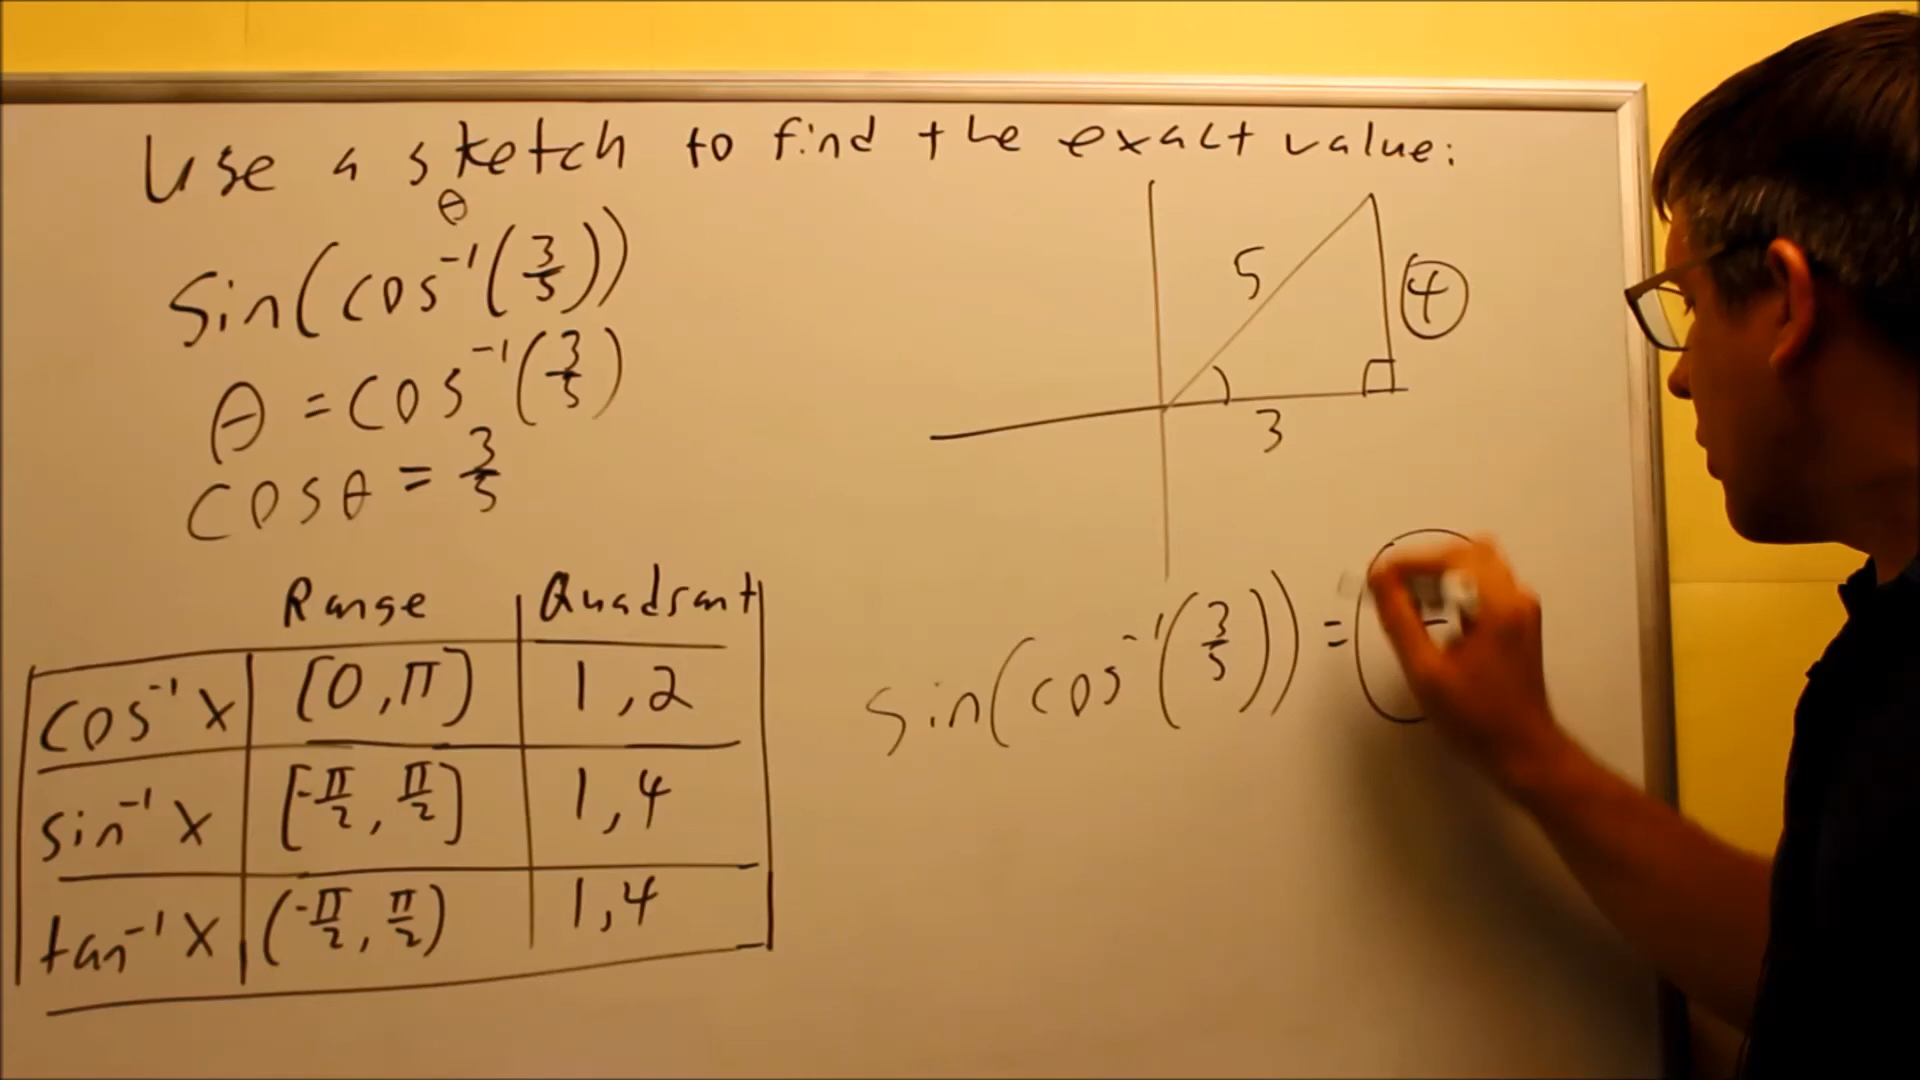 Use a sketch to find the exact value:
θ
Sin(cos⁻¹(3/5))
θ = cos⁻¹(3/5)
cosθ = 3/5
5
4
3
sin(cos⁻¹(3/5)) =
Range Quadrant
cos⁻¹x [0,π] 1,2
sin⁻¹x [-π/2, π/2] 1,4
tan⁻¹x (-π/2, π/2) 1,4